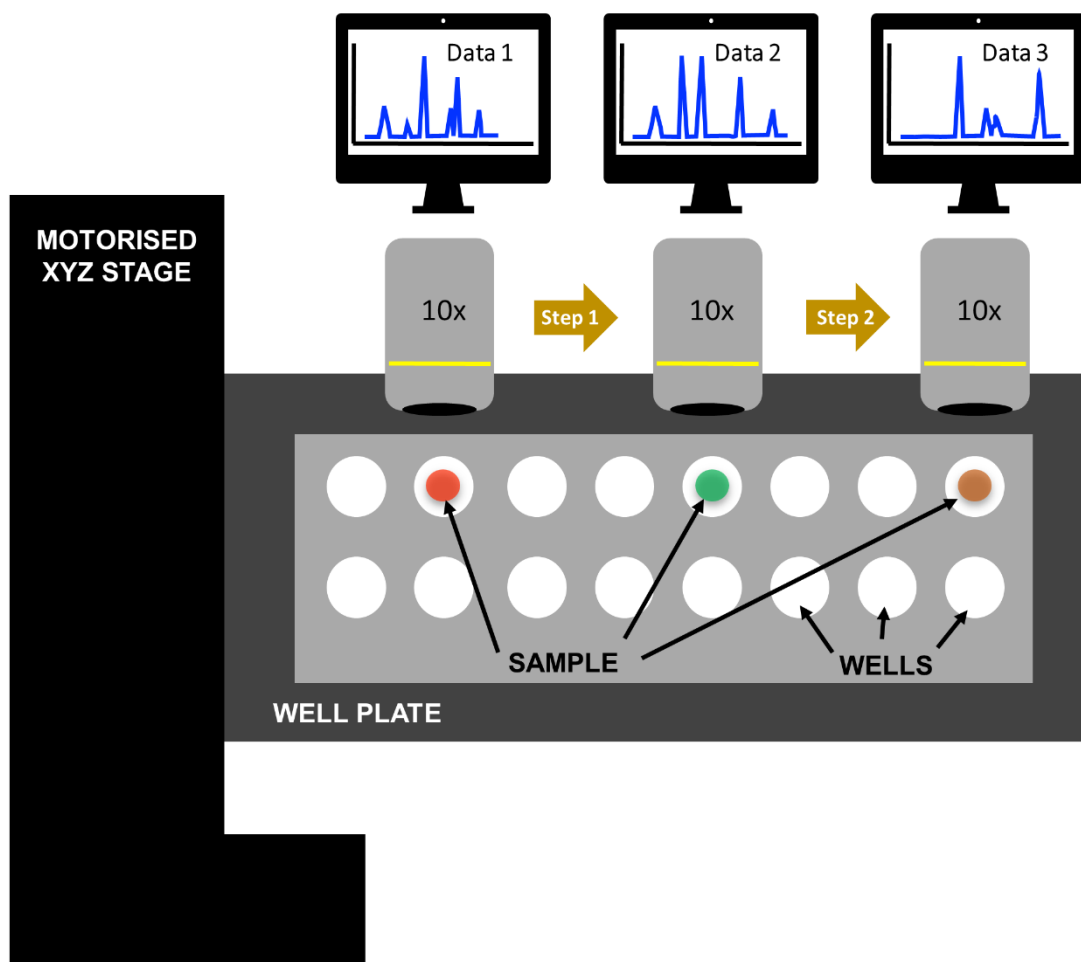 Data 1
Data 2
Data 3
MOTORISED
XYZ STAGE
10x
Step 1
10x
Step 2
10x
SAMPLE
WELLS
WELL PLATE